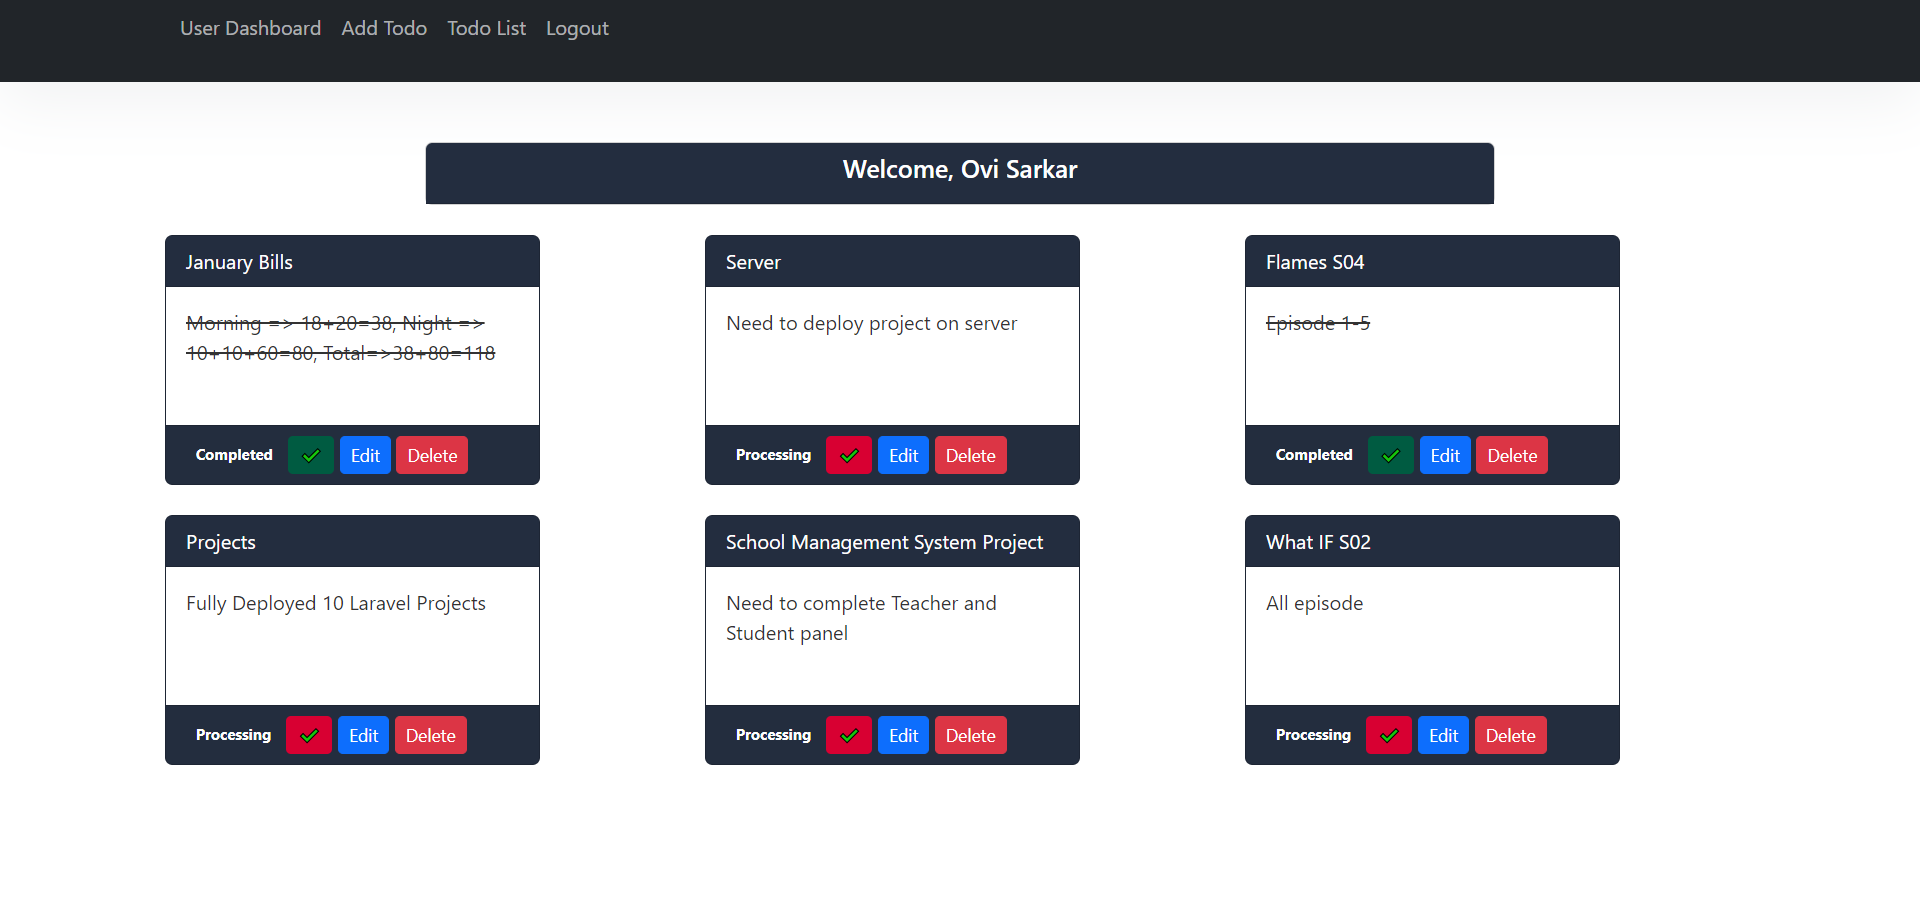 User Dashboard Add Todo Todo List Logout
Welcome, Ovi Sarkar
January Bills
Morning => 18+20=38, Night =>
10+10+60=80, Total=>38+80=118
Completed Edit Delete
Server
Need to deploy project on server
Processing Edit Delete
Flames S04
Episode 1-5
Completed Edit Delete
Projects
Fully Deployed 10 Laravel Projects
Processing Edit Delete
School Management System Project
Need to complete Teacher and
Student panel
Processing Edit Delete
What IF S02
All episode
Processing Edit Delete